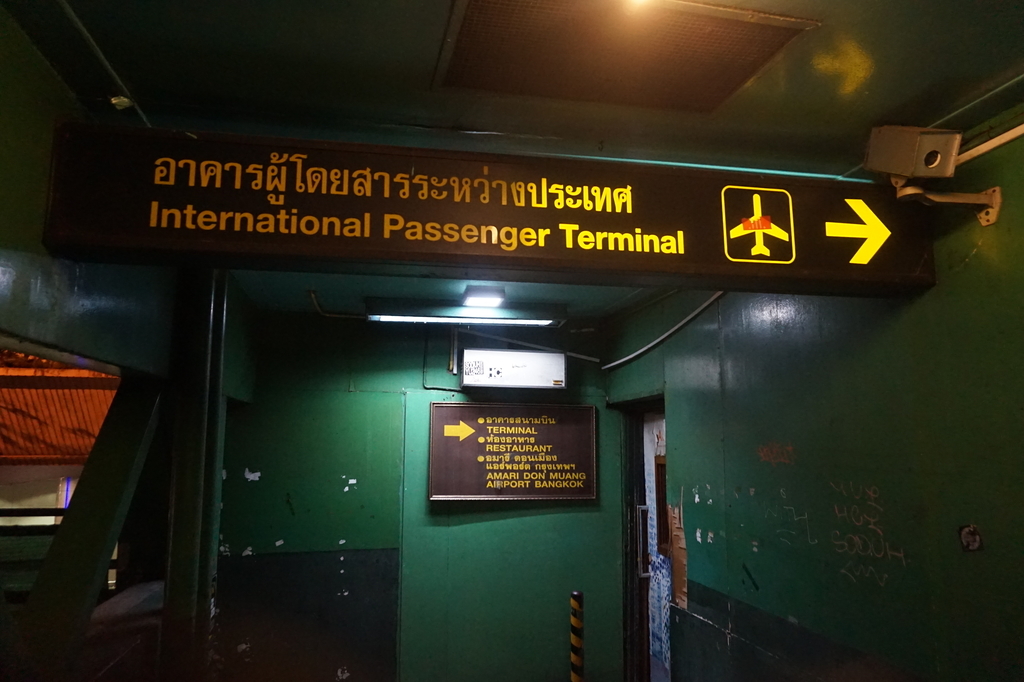 อาคารผู้โดยสารระหว่างประเทศ
International Passenger Terminal
อาคารสนามบิน
TERMINAL
ห้องอาหาร
RESTAURANT
อมารี ดอนเมือง
แอร์พอร์ต กรุงเทพฯ
AMARI DON MUANG
AIRPORT BANGKOK